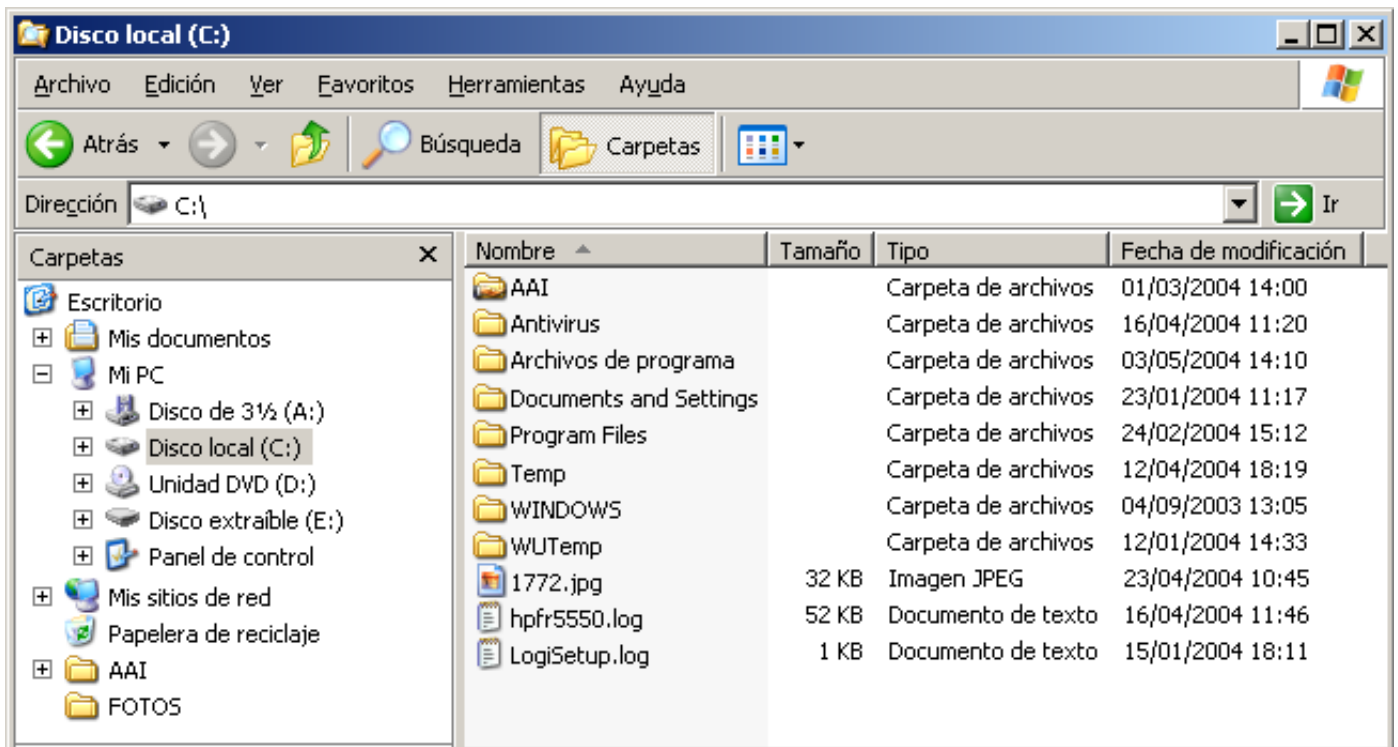 Disco local (C:)
Archivo Edición Ver Favoritos Herramientas Ayuda
Atrás Búsqueda Carpetas
Dirección C:\ Ir
Carpetas
Escritorio
Mis documentos
Mi PC
Disco de 3½ (A:)
Disco local (C:)
Unidad DVD (D:)
Disco extraíble (E:)
Panel de control
Mis sitios de red
Papelera de reciclaje
AAI
FOTOS
Nombre Tamaño Tipo Fecha de modificación
AAI Carpeta de archivos 01/03/2004 14:00
Antivirus Carpeta de archivos 16/04/2004 11:20
Archivos de programa Carpeta de archivos 03/05/2004 14:10
Documents and Settings Carpeta de archivos 23/01/2004 11:17
Program Files Carpeta de archivos 24/02/2004 15:12
Temp Carpeta de archivos 12/04/2004 18:19
WINDOWS Carpeta de archivos 04/09/2003 13:05
WUTemp Carpeta de archivos 12/01/2004 14:33
1772.jpg 32 KB Imagen JPEG 23/04/2004 10:45
hpfr5550.log 52 KB Documento de texto 16/04/2004 11:46
LogiSetup.log 1 KB Documento de texto 15/01/2004 18:11